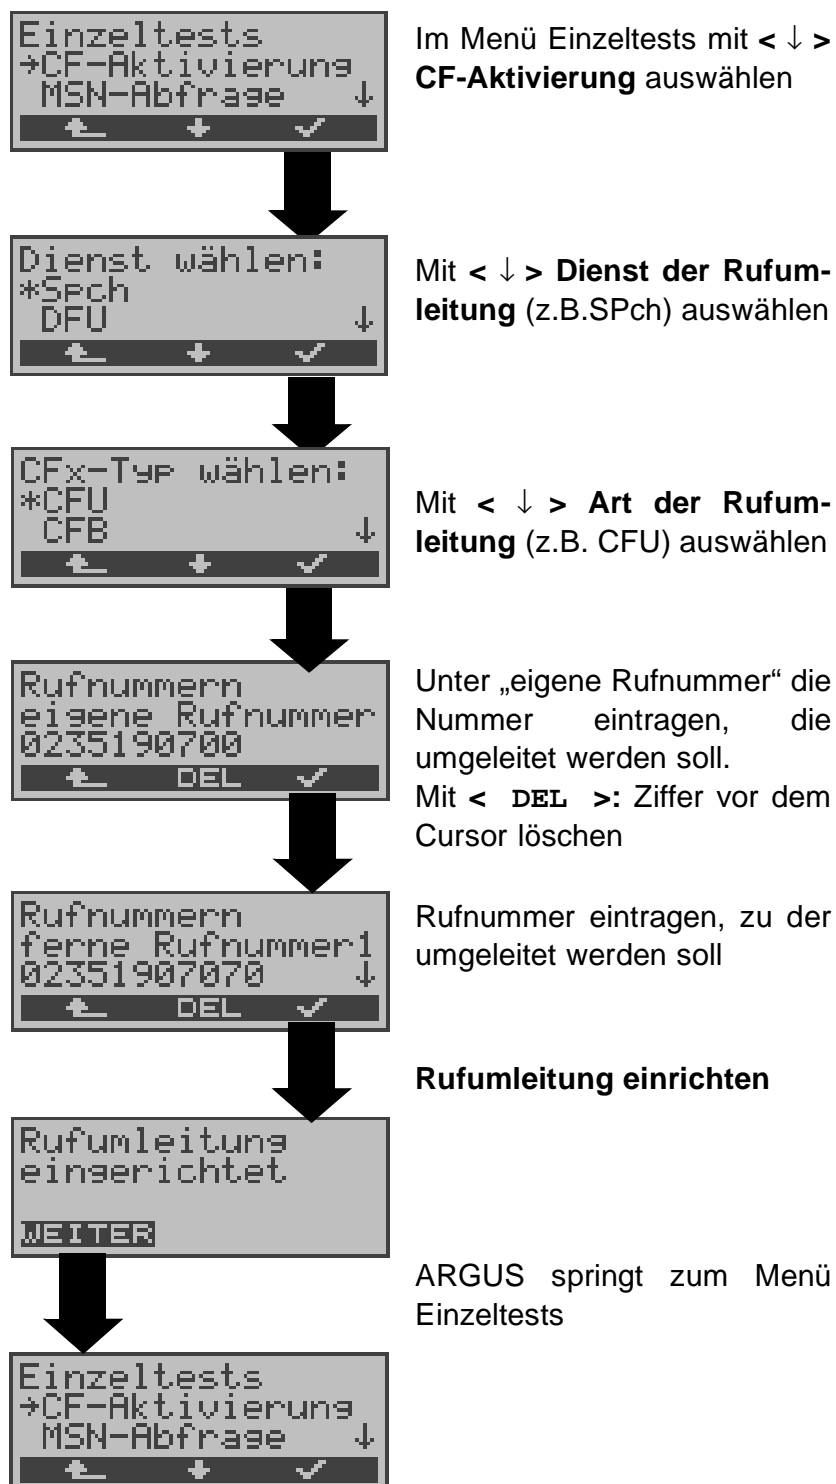 Einzeltests
→CF-Aktivierung
MSN-Abfrage ↓
Im Menü Einzeltests mit < ↓ >
CF-Aktivierung auswählen
Dienst wählen:
*Spch
DFU ↓
Mit < ↓ > Dienst der Rufum-
leitung (z.B.SPch) auswählen
CFx-Typ wählen:
*CFU
CFB ↓
Mit < ↓ > Art der Rufum-
leitung (z.B. CFU) auswählen
Rufnummern
eigene Rufnummer
0235190700
DEL ✓
Unter „eigene Rufnummer“ die
Nummer eintragen, die
umgeleitet werden soll.
Mit < DEL >: Ziffer vor dem
Cursor löschen
Rufnummern
ferne Rufnummer1
02351907070 ↓
DEL ✓
Rufnummer eintragen, zu der
umgeleitet werden soll
Rufumleitung einrichten
Rufumleitung
eingerichtet
WEITER
ARGUS springt zum Menü
Einzeltests
Einzeltests
→CF-Aktivierung
MSN-Abfrage ↓